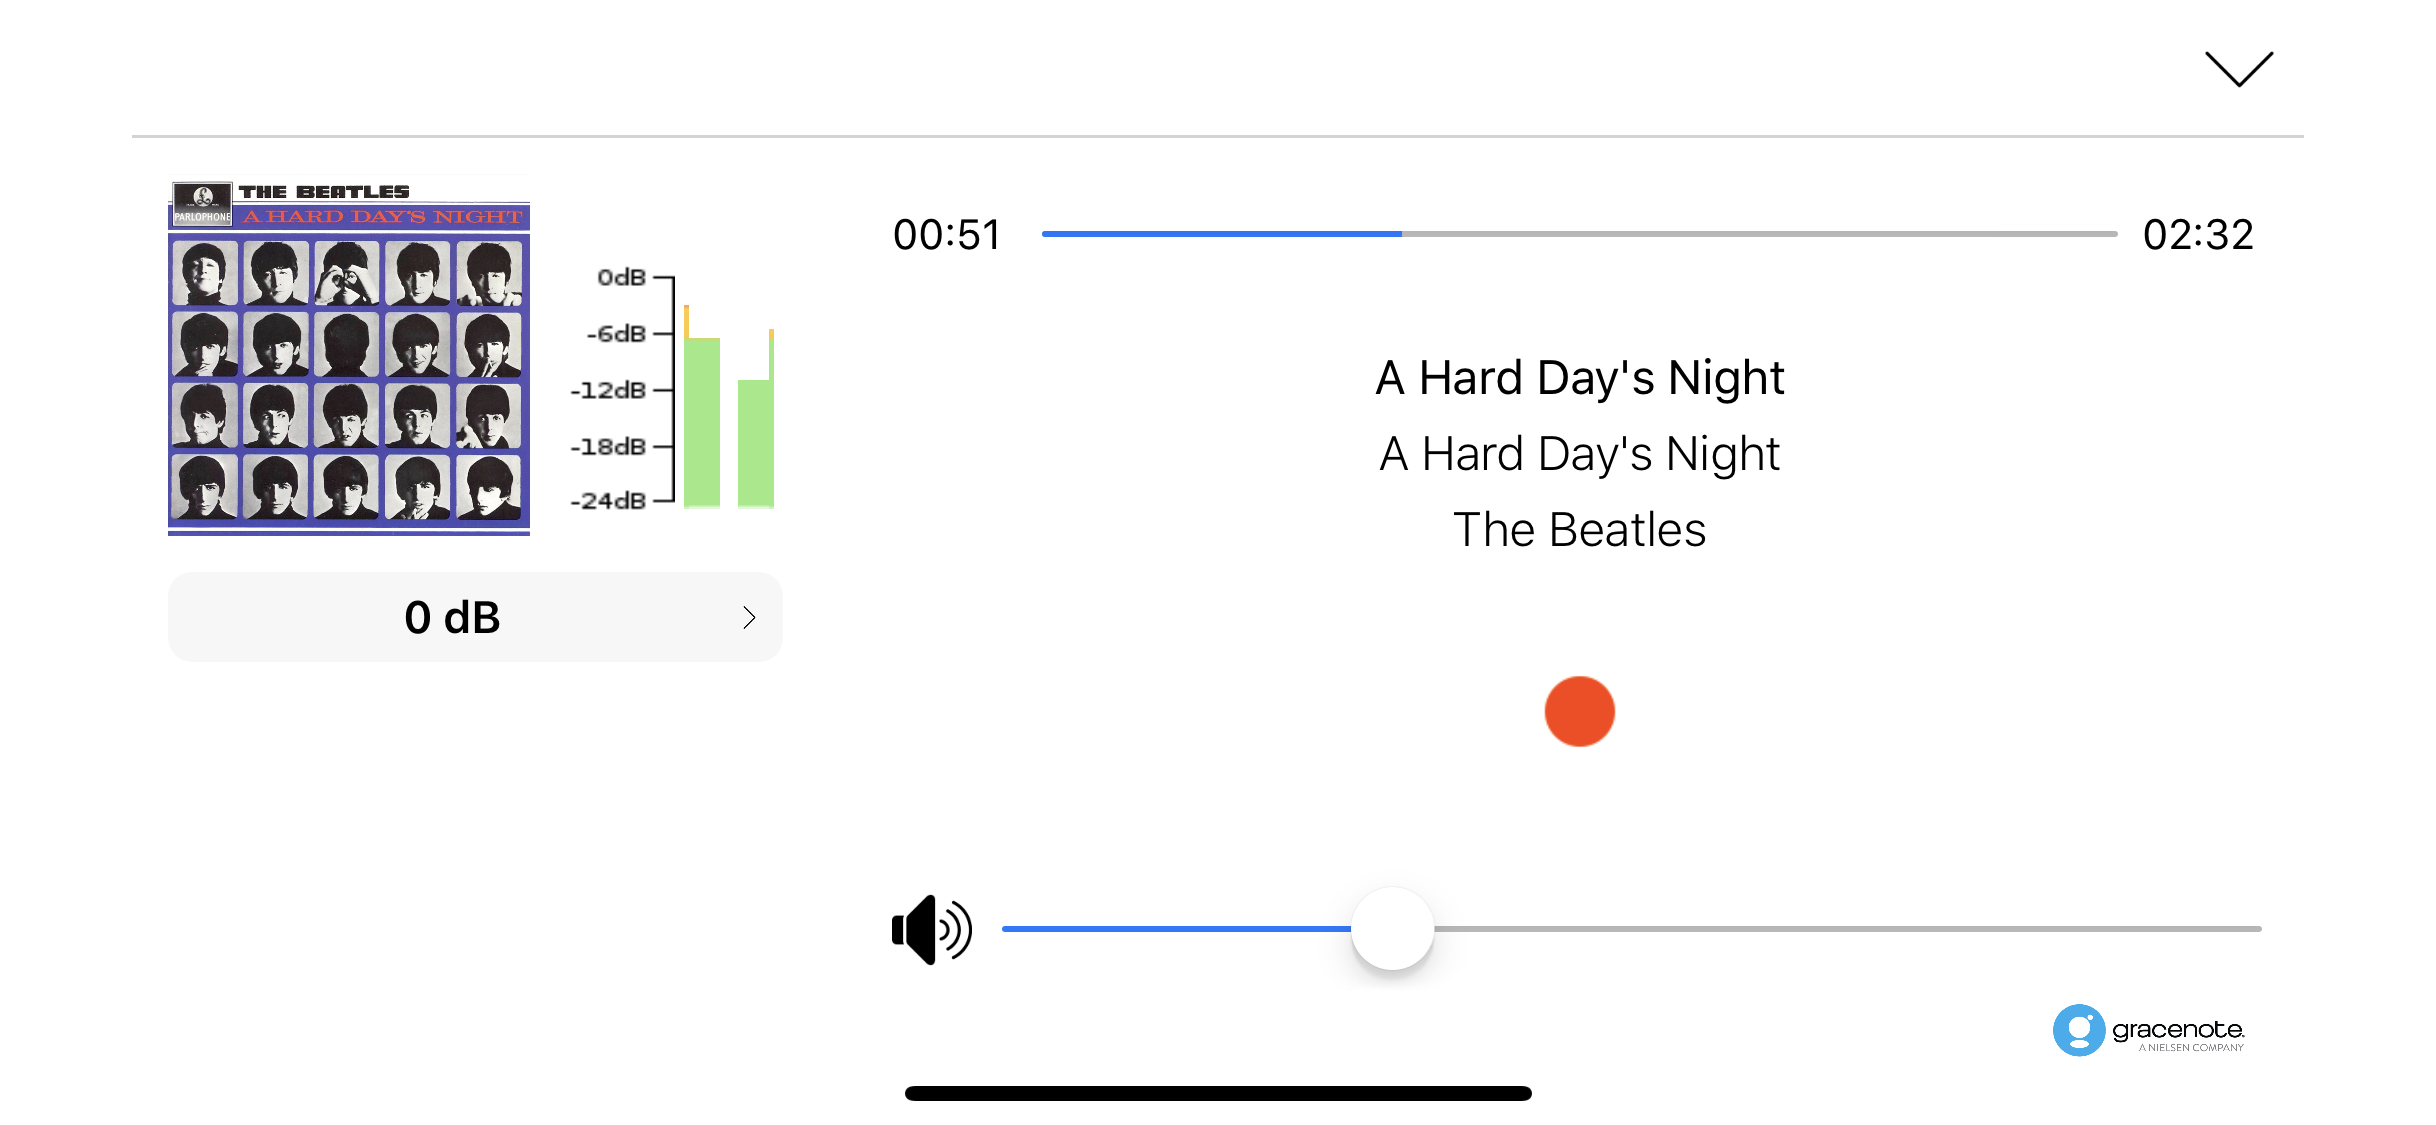 THE BEATLES
PARLOPHONE
A HARD DAY'S NIGHT
00:51
02:32
0dB
-6dB
-12dB
-18dB
-24dB
A Hard Day's Night
A Hard Day's Night
The Beatles
0 dB
gracenote
A NIELSEN COMPANY